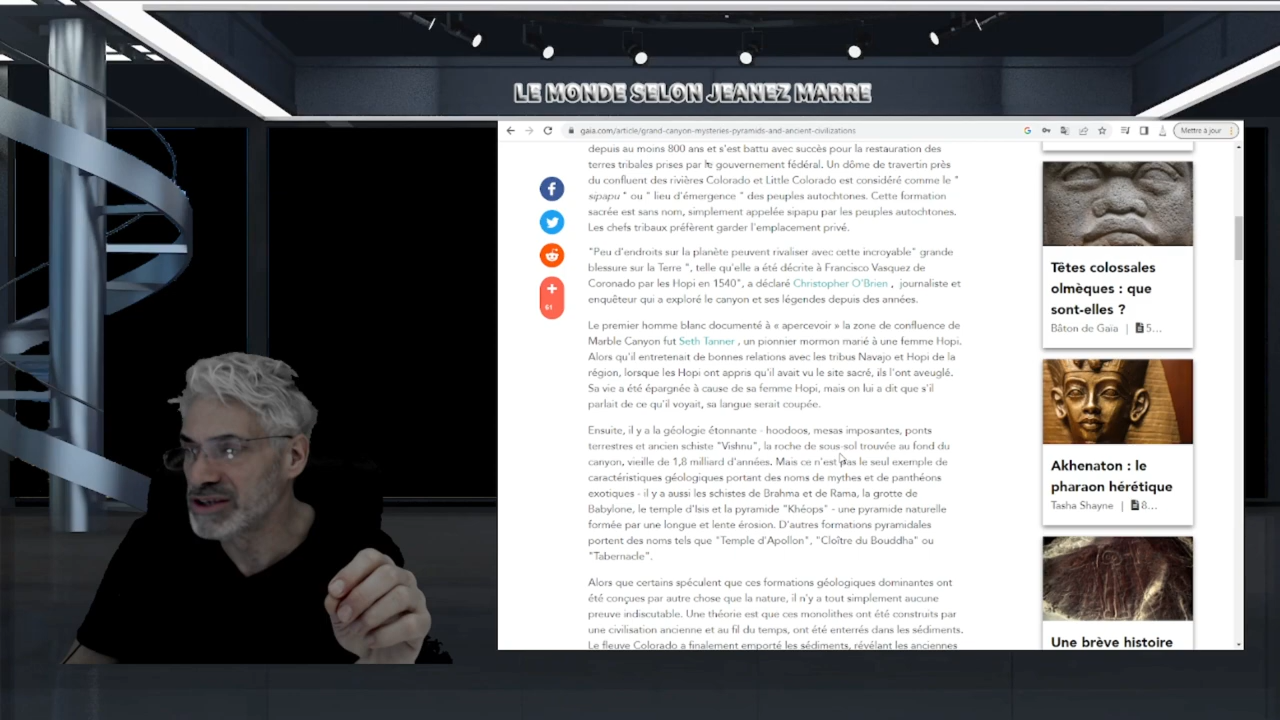 LE MONDE SELON JEANEZ MARRE
gaia.com/article/grand-canyon-mysteries-pyramids-and-ancient-civilizations
Mettre à jour
depuis au moins 800 ans et s'est battu avec succès pour la restauration des
terres tribales prises par le gouvernement fédéral. Un dôme de travertin près
du confluent des rivières Colorado et Little Colorado est considéré comme le "
sipapu " ou " lieu d'émergence " des peuples autochtones. Cette formation
sacrée est sans nom, simplement appelée sipapu par les peuples autochtones.
Les chefs tribaux préfèrent garder l'emplacement privé.
"Peu d'endroits sur la planète peuvent rivaliser avec cette incroyable" grande
blessure sur la Terre ", telle qu'elle a été décrite à Francisco Vasquez de
Coronado par les Hopi en 1540", a déclaré Christopher O'Brien , journaliste et
enquêteur qui a exploré le canyon et ses légendes depuis des années.
Le premier homme blanc documenté à « apercevoir » la zone de confluence de
Marble Canyon fut Seth Tanner , un pionnier mormon marié à une femme Hopi.
Alors qu'il entretenait de bonnes relations avec les tribus Navajo et Hopi de la
région, lorsque les Hopi ont appris qu'il avait vu le site sacré, ils l'ont aveuglé.
Sa vie a été épargnée à cause de sa femme Hopi, mais on lui a dit que s'il
parlait de ce qu'il voyait, sa langue serait coupée.
Ensuite, il y a la géologie étonnante - hoodoos, mesas imposantes, ponts
terrestres et ancien schiste "Vishnu", la roche de sous-sol trouvée au fond du
canyon, vieille de 1,8 milliard d'années. Mais ce n'est pas le seul exemple de
caractéristiques géologiques portant des noms de mythes et de panthéons
exotiques - il y a aussi les schistes de Brahma et de Rama, la grotte de
Babylone, le temple d'Isis et la pyramide "Khéops" - une pyramide naturelle
formée par une longue et lente érosion. D'autres formations pyramidales
portent des noms tels que "Temple d'Apollon", "Cloître du Bouddha" ou
"Tabernacle".
Alors que certains spéculent que ces formations géologiques dominantes ont
été conçues par autre chose que la nature, il n'y a tout simplement aucune
preuve indiscutable. Une théorie est que ces monolithes ont été construits par
une civilisation ancienne et au fil du temps, ont été enterrés dans les sédiments.
Le fleuve Colorado a finalement emporté les sédiments, révélant les anciennes
61
Têtes colossales
olmèques : que
sont-elles ?
Bâton de Gaïa | 5...
Akhenaton : le
pharaon hérétique
Tasha Shayne | 8...
Une brève histoire